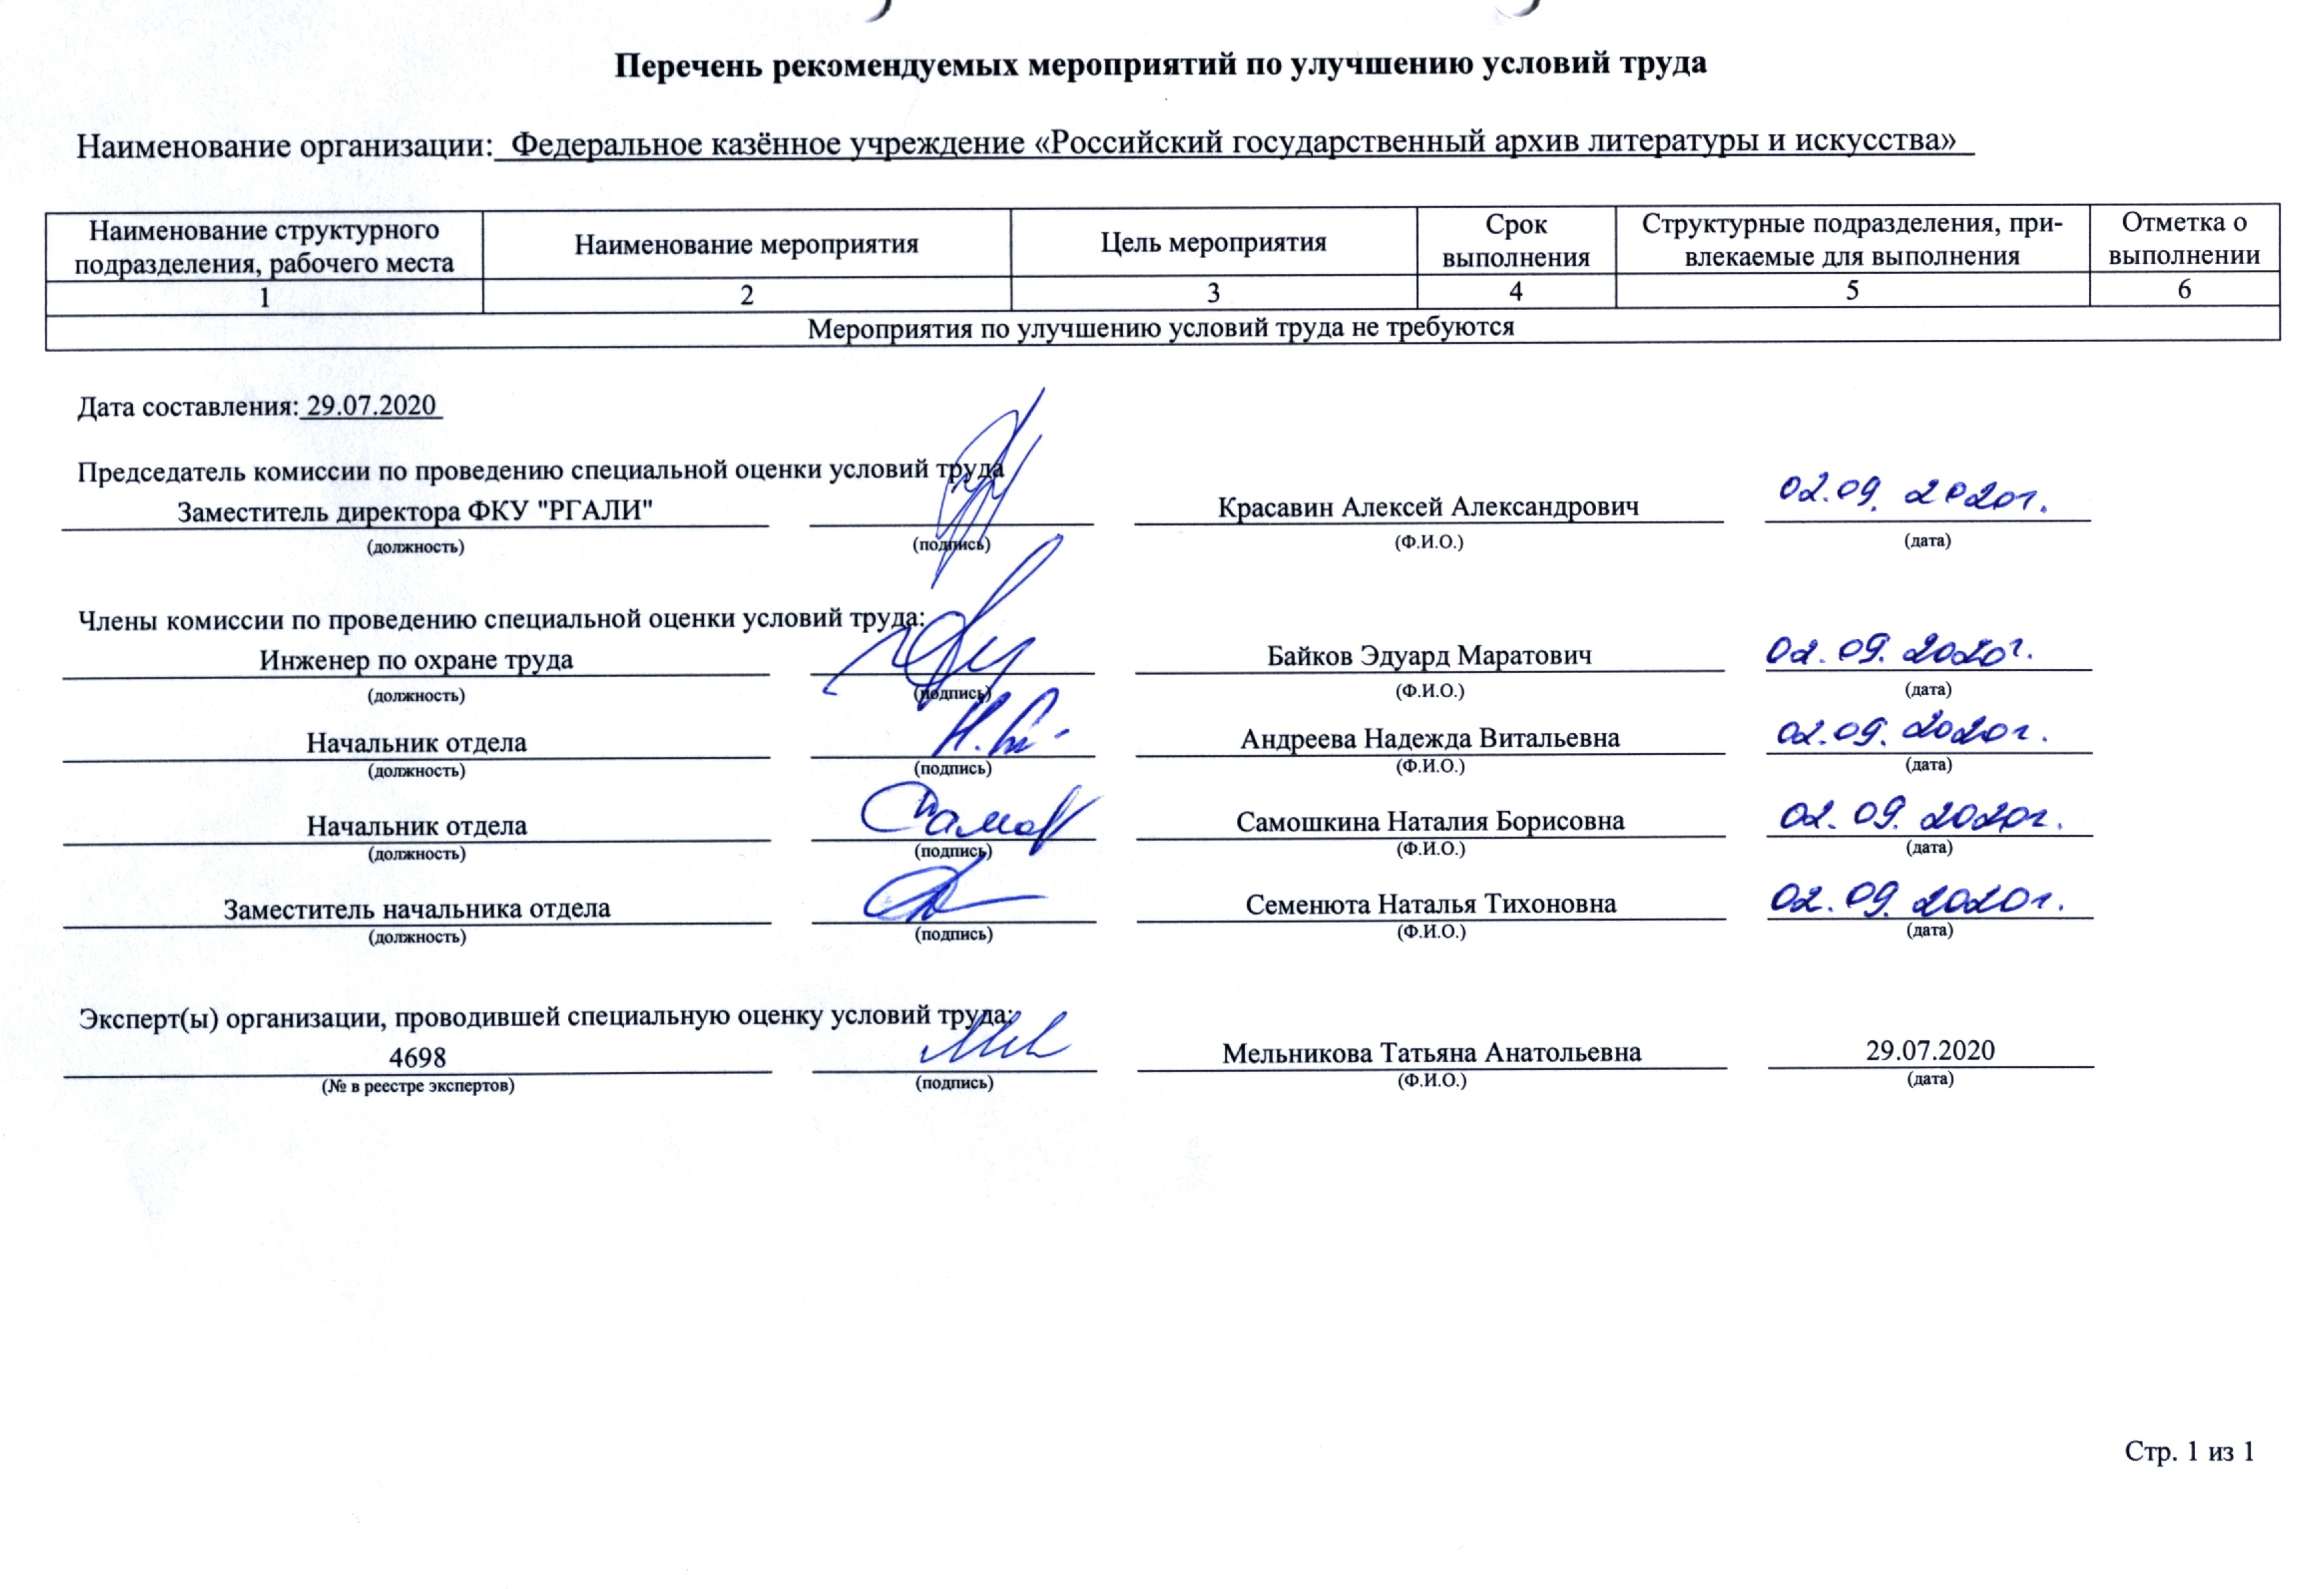 Перечень рекомендуемых мероприятий по улучшению условий труда
Наименование организации: Федеральное казённое учреждение «Российский государственный архив литературы и искусства»
Наименование структурного подразделения, рабочего места
Наименование мероприятия
Цель мероприятия
Срок выполнения
Структурные подразделения, при-
влекаемые для выполнения
Отметка о выполнении
1 2 3 4 5 6
Мероприятия по улучшению условий труда не требуются
Дата составления: 29.07.2020
Председатель комиссии по проведению специальной оценки условий труда
Заместитель директора ФКУ "РГАЛИ" Красавин Алексей Александрович 02.09.2020г.
(должность) (подпись) (Ф.И.О.) (дата)
Члены комиссии по проведению специальной оценки условий труда:
Инженер по охране труда Байков Эдуард Маратович 02.09.2020г.
(должность) (подпись) (Ф.И.О.) (дата)
Начальник отдела Андреева Надежда Витальевна 02.09.2020г.
(должность) (подпись) (Ф.И.О.) (дата)
Начальник отдела Самошкина Наталия Борисовна 02.09.2020г.
(должность) (подпись) (Ф.И.О.) (дата)
Заместитель начальника отдела Семенюта Наталья Тихоновна 02.09.2020г.
(должность) (подпись) (Ф.И.О.) (дата)
Эксперт(ы) организации, проводившей специальную оценку условий труда:
4698 Мельникова Татьяна Анатольевна 29.07.2020
(№ в реестре экспертов) (подпись) (Ф.И.О.) (дата)
Стр. 1 из 1